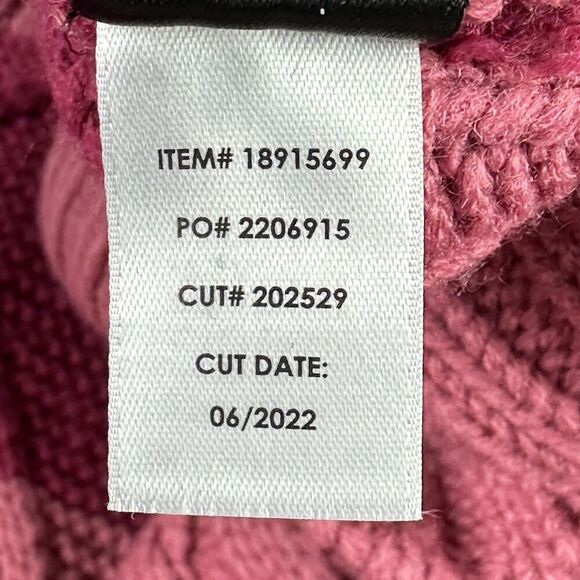 ITEM# 18915699
PO# 2206915
CUT# 202529
CUT DATE:
06/2022